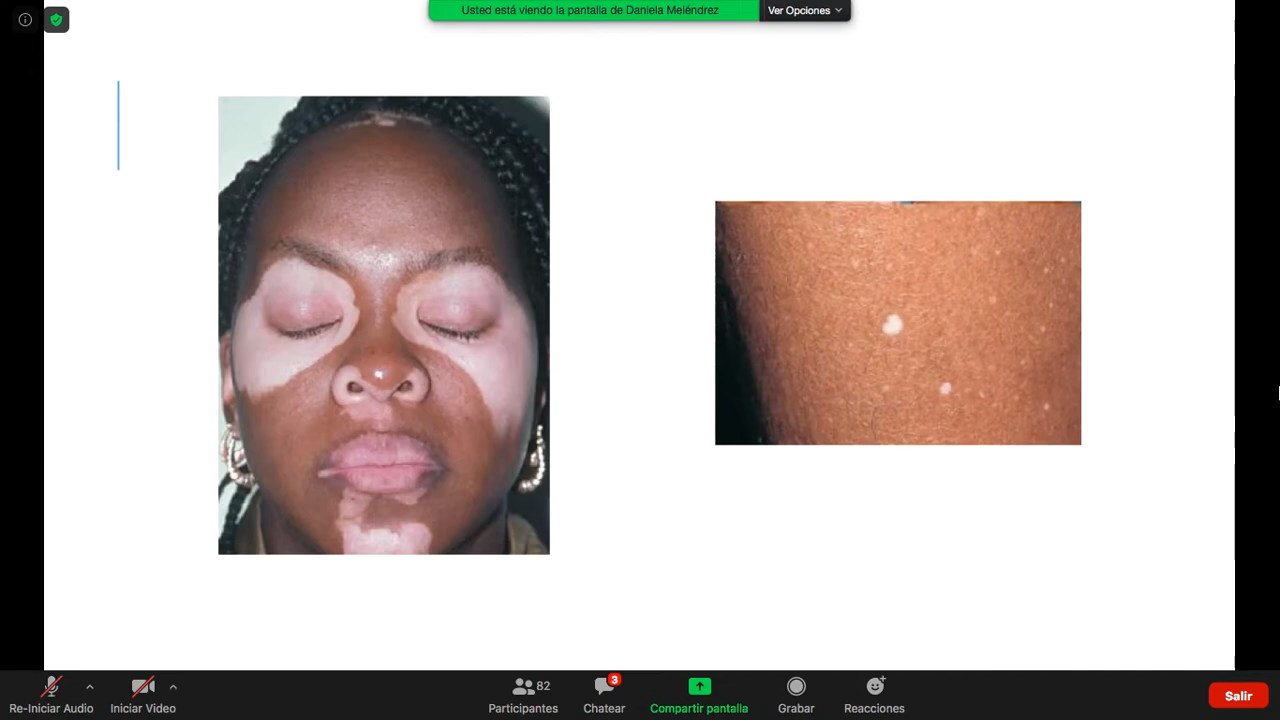 Usted está viendo la pantalla de Daniela Meléndrez
Ver Opciones
Re-Iniciar Audio
Iniciar Video
82
Participantes
3
Chatear
Compartir pantalla
Grabar
Reacciones
Salir